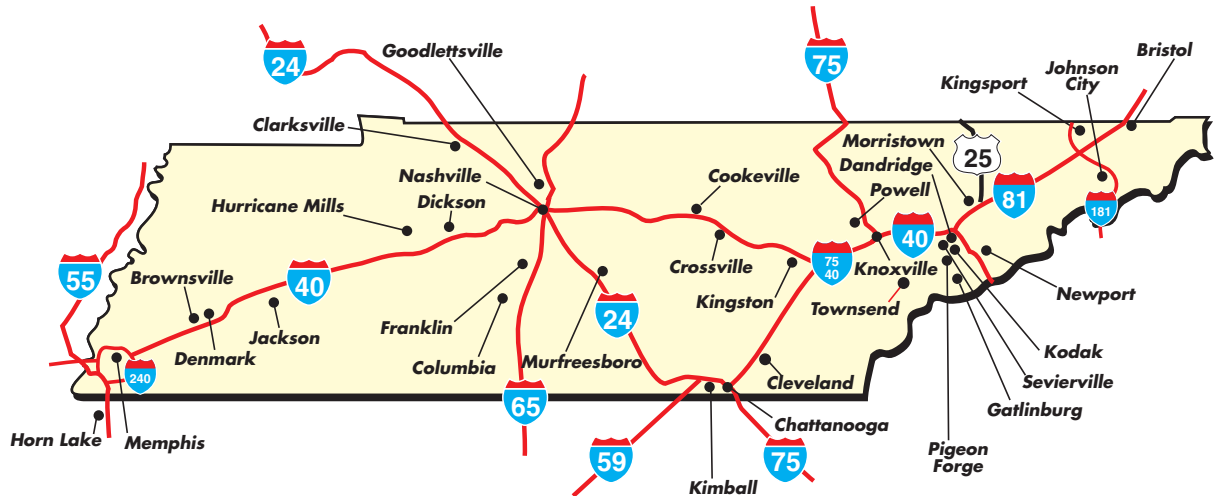 24
Goodlettsville
75
Bristol
Johnson
City
Kingsport
Clarksville
Morristown
25
Dandridge
Nashville
Cookeville
Powell
Dickson
Hurricane Mills
81
181
40
55
Brownsville
40
Crossville
75
40
Knoxville
Kingston
Townsend
Newport
Jackson
Franklin
24
Denmark
Columbia
Murfreesboro
Kodak
240
Cleveland
Sevierville
65
Gatlinburg
Horn Lake
Memphis
Chattanooga
59
75
Pigeon
Forge
Kimball